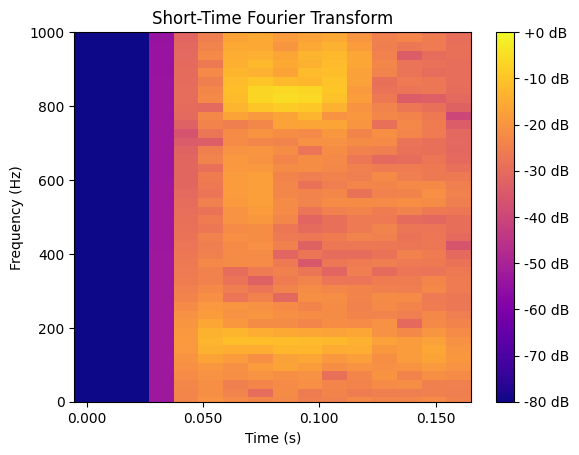 Short-Time Fourier Transform
Frequency (Hz)
1000
800
600
400
200
0
0.000
0.050
0.100
0.150
Time (s)
+0 dB
-10 dB
-20 dB
-30 dB
-40 dB
-50 dB
-60 dB
-70 dB
-80 dB